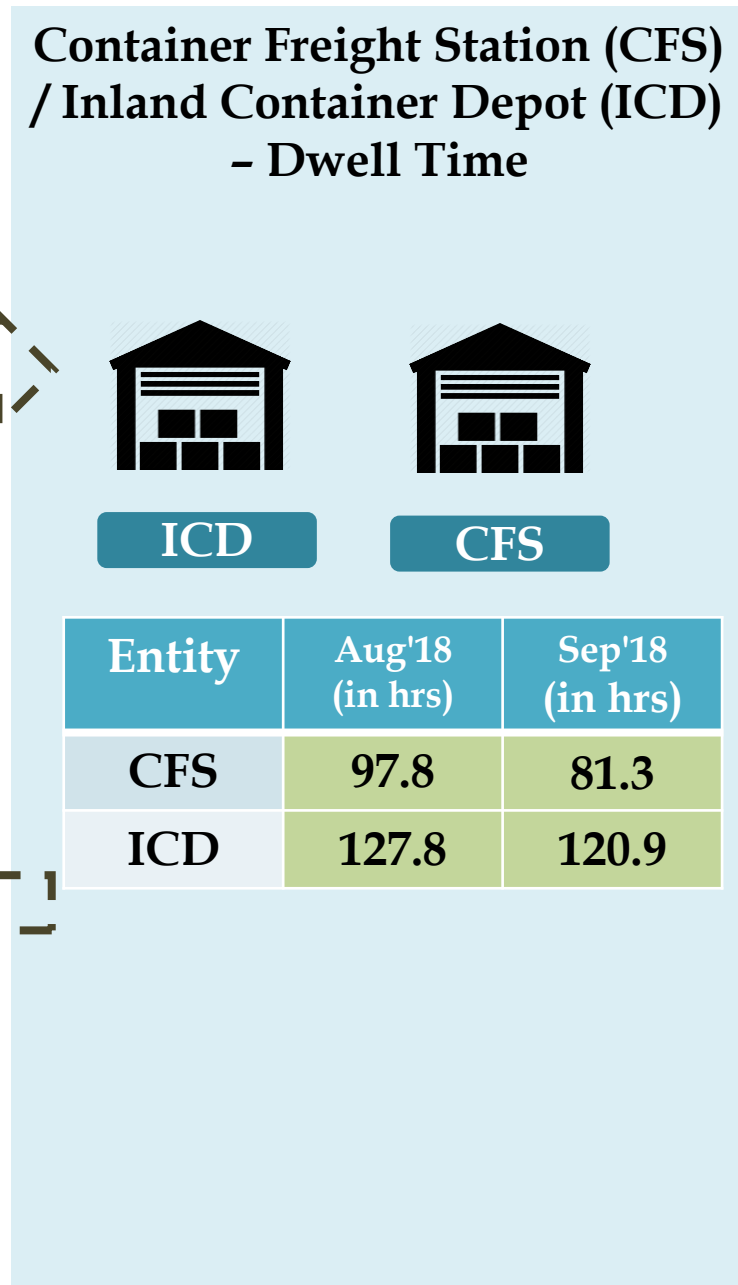 Container Freight Station (CFS)
/ Inland Container Depot (ICD)
– Dwell Time
ICD
CFS
Entity Aug'18 (in hrs) Sep'18 (in hrs)
CFS 97.8 81.3
ICD 127.8 120.9